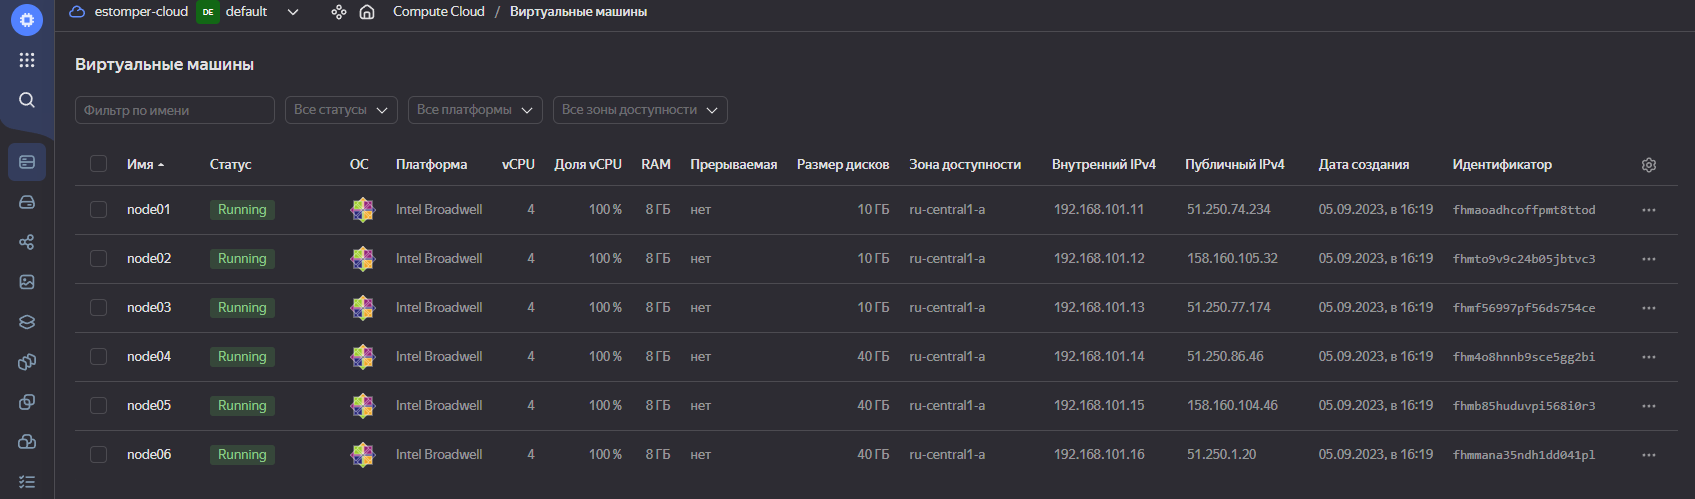 estomper-cloud DE default Compute Cloud / Виртуальные машины
Виртуальные машины
Фильтр по имени Все статусы Все платформы Все зоны доступности
Имя Статус ОС Платформа vCPU Доля vCPU RAM Прерываемая Размер дисков Зона доступности Внутренний IPv4 Публичный IPv4 Дата создания Идентификатор
node01 Running Intel Broadwell 4 100 % 8 ГБ нет 10 ГБ ru-central1-a 192.168.101.11 51.250.74.234 05.09.2023, в 16:19 fhmaoadhcoffpmt8ttod
node02 Running Intel Broadwell 4 100 % 8 ГБ нет 10 ГБ ru-central1-a 192.168.101.12 158.160.105.32 05.09.2023, в 16:19 fhmto9v9c24b05jbtvc3
node03 Running Intel Broadwell 4 100 % 8 ГБ нет 10 ГБ ru-central1-a 192.168.101.13 51.250.77.174 05.09.2023, в 16:19 fhmf56997pf56ds754ce
node04 Running Intel Broadwell 4 100 % 8 ГБ нет 40 ГБ ru-central1-a 192.168.101.14 51.250.86.46 05.09.2023, в 16:19 fhm4o8hnnb9sce5gg2bi
node05 Running Intel Broadwell 4 100 % 8 ГБ нет 40 ГБ ru-central1-a 192.168.101.15 158.160.104.46 05.09.2023, в 16:19 fhmb85huduvpi568i0r3
node06 Running Intel Broadwell 4 100 % 8 ГБ нет 40 ГБ ru-central1-a 192.168.101.16 51.250.1.20 05.09.2023, в 16:19 fhmmana35ndh1dd041pl